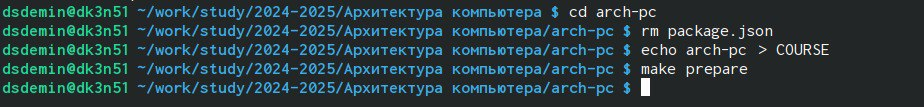 dsdemin@dk3n51 ~/work/study/2024-2025/Архитектура компьютера $ cd arch-pc
dsdemin@dk3n51 ~/work/study/2024-2025/Архитектура компьютера/arch-pc $ rm package.json
dsdemin@dk3n51 ~/work/study/2024-2025/Архитектура компьютера/arch-pc $ echo arch-pc > COURSE
dsdemin@dk3n51 ~/work/study/2024-2025/Архитектура компьютера/arch-pc $ make prepare
dsdemin@dk3n51 ~/work/study/2024-2025/Архитектура компьютера/arch-pc $